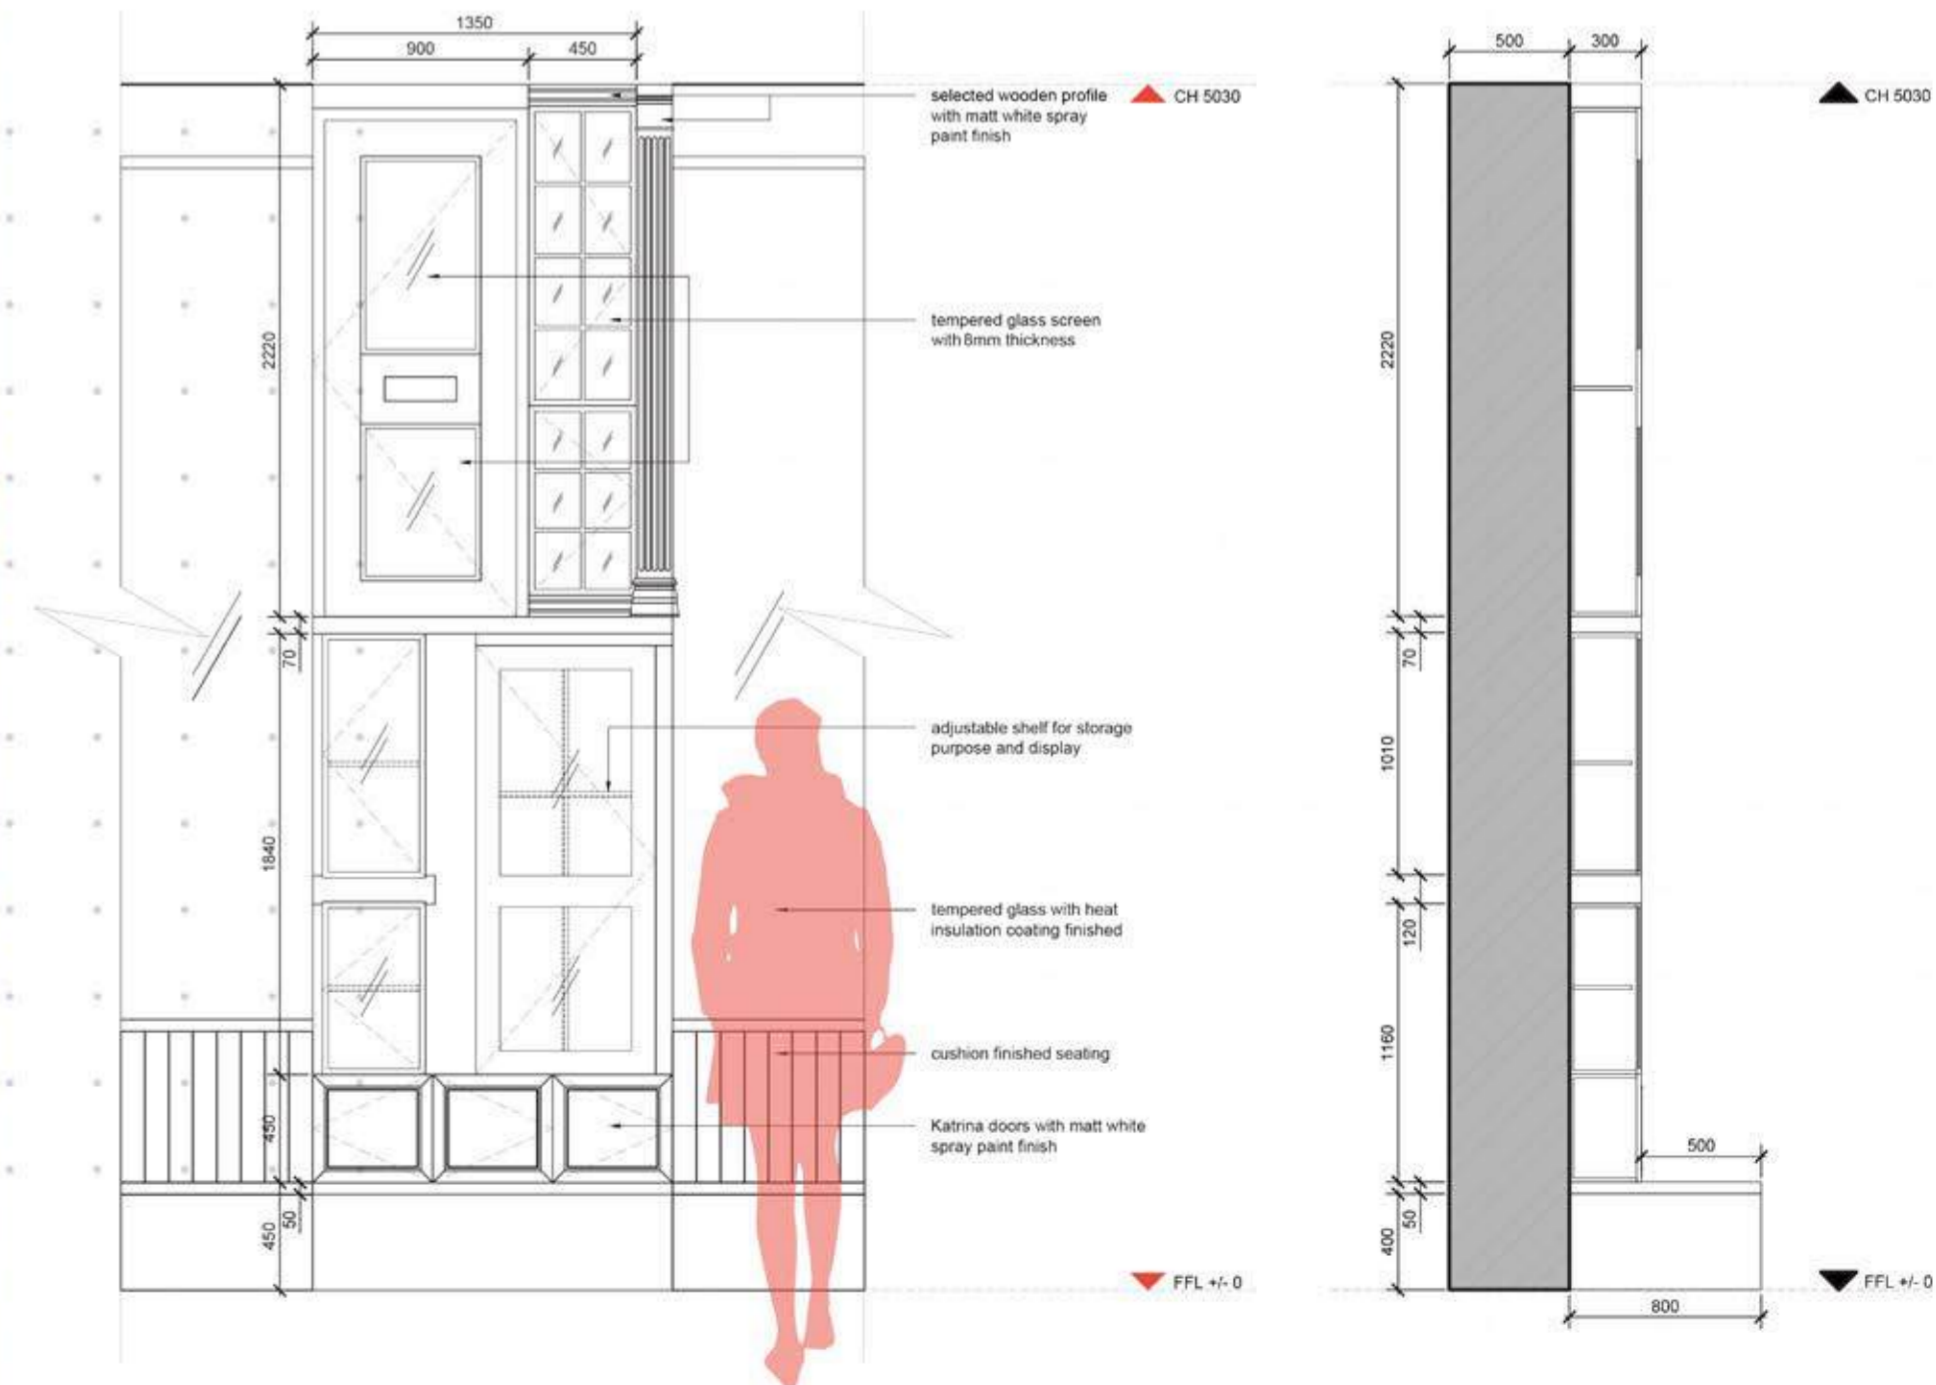 1350
900
450
selected wooden profile
with matt white spray
paint finish
CH 5030
tempered glass screen
with 8mm thickness
2220
70
adjustable shelf for storage
purpose and display
1840
tempered glass with heat
insulation coating finished
cushion finished seating
450
Katrina doors with matt white
spray paint finish
50
450
FFL +/- 0
500
300
CH 5030
2220
70
1010
120
1160
500
50
400
FFL +/- 0
800